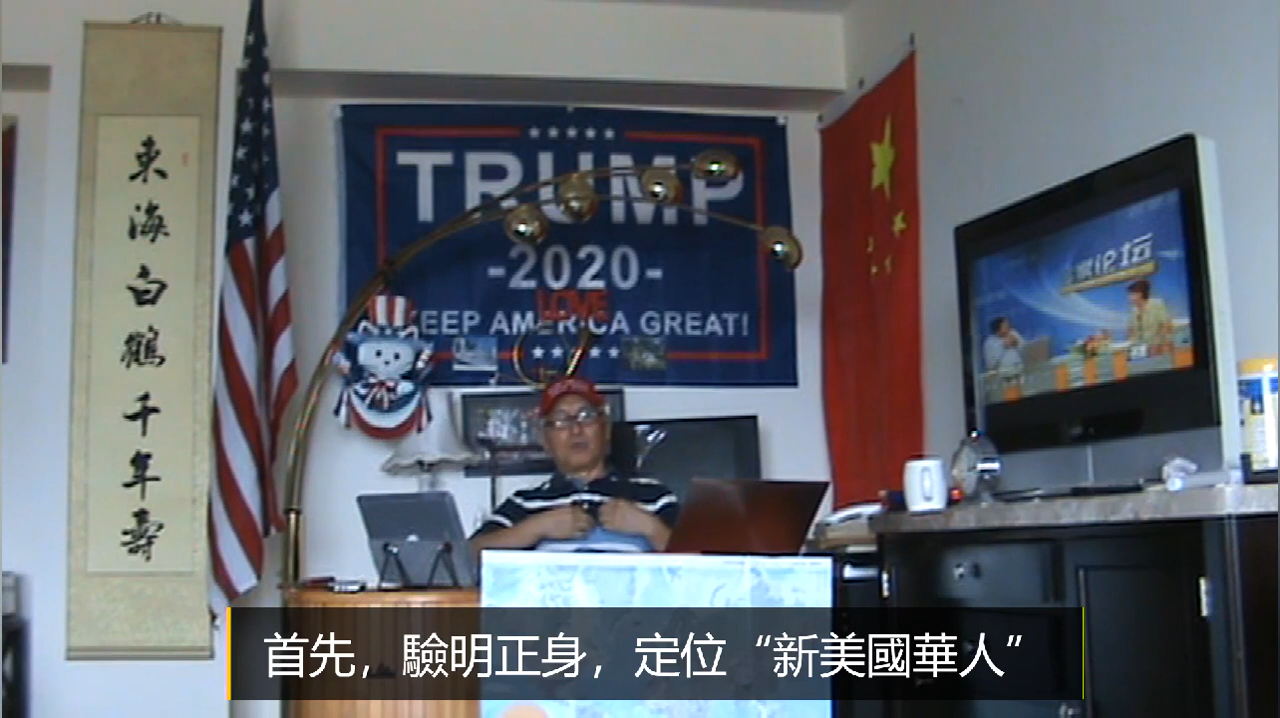 東海白鶴千年壽
TRUMP
-2020-
LOVE
KEEP AMERICA GREAT!
首先，驗明正身，定位“新美國華人”